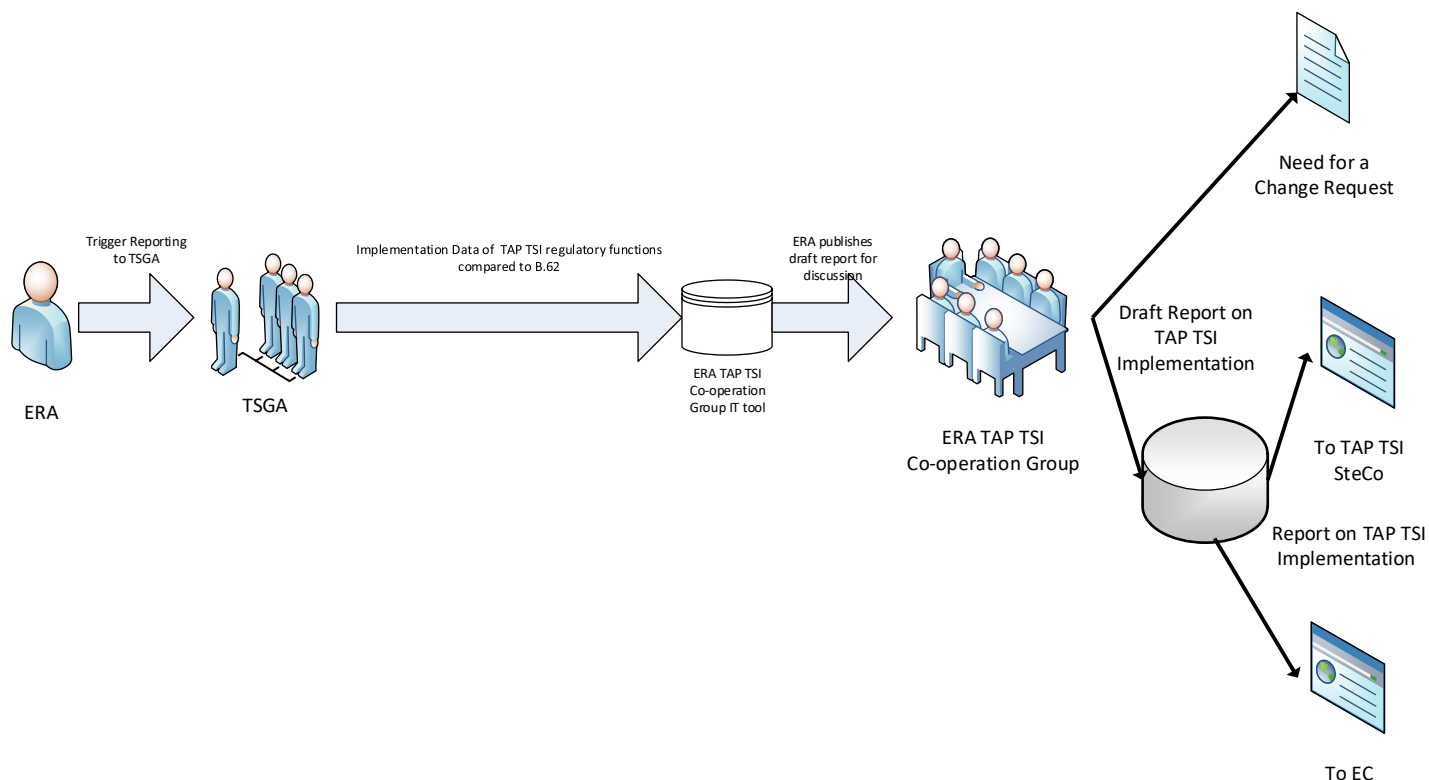 Need for a
Change Request
Trigger Reporting
to TSGA
Implementation Data of TAP TSI regulatory functions
compared to B.62
ERA publishes
draft report for
discussion
ERA
TSGA
ERA TAP TSI
Co-operation
Group IT tool
ERA TAP TSI
Co-operation Group
Draft Report on
TAP TSI
Implementation
To TAP TSI
SteCo
Report on TAP TSI
Implementation
To EC